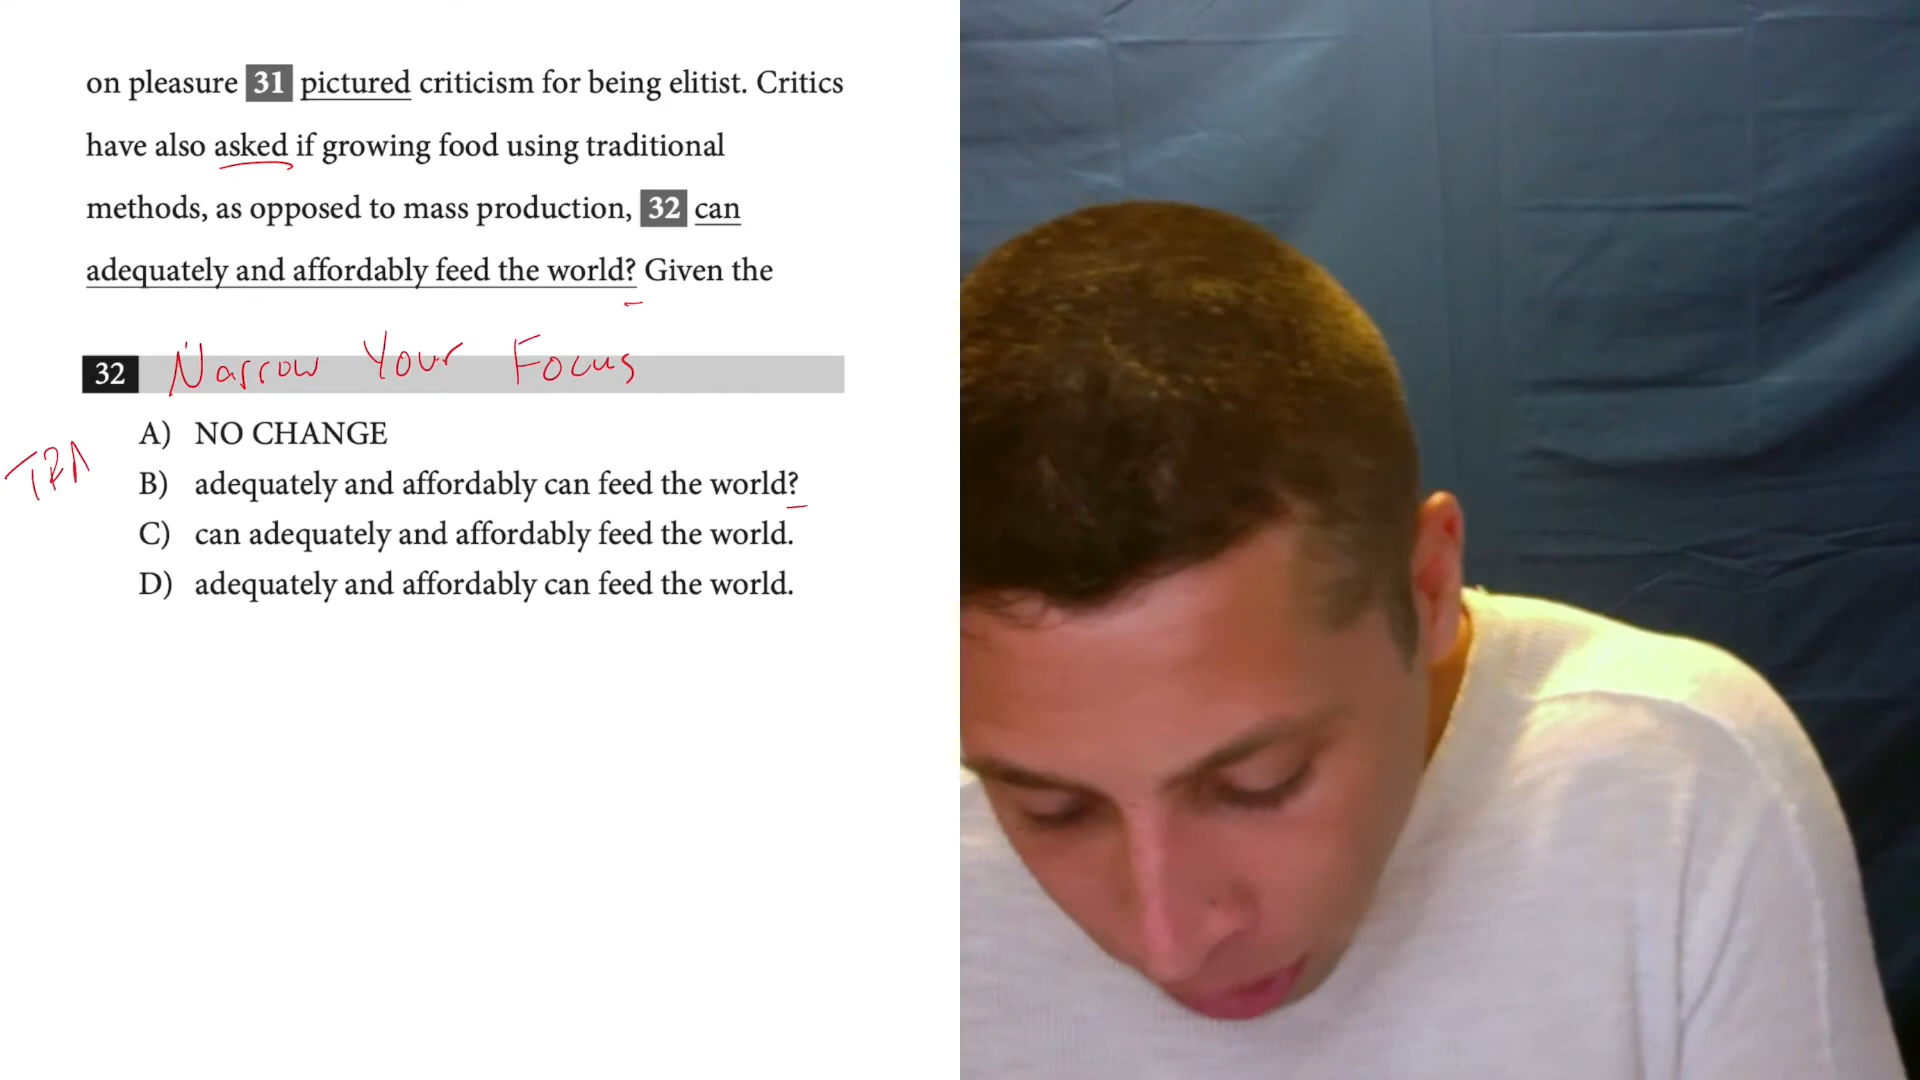 on pleasure 31 pictured criticism for being elitist. Critics
have also asked if growing food using traditional
methods, as opposed to mass production, 32 can
adequately and affordably feed the world? Given the
32 Narrow Your Focus
A) NO CHANGE
TRA
B) adequately and affordably can feed the world?
C) can adequately and affordably feed the world.
D) adequately and affordably can feed the world.